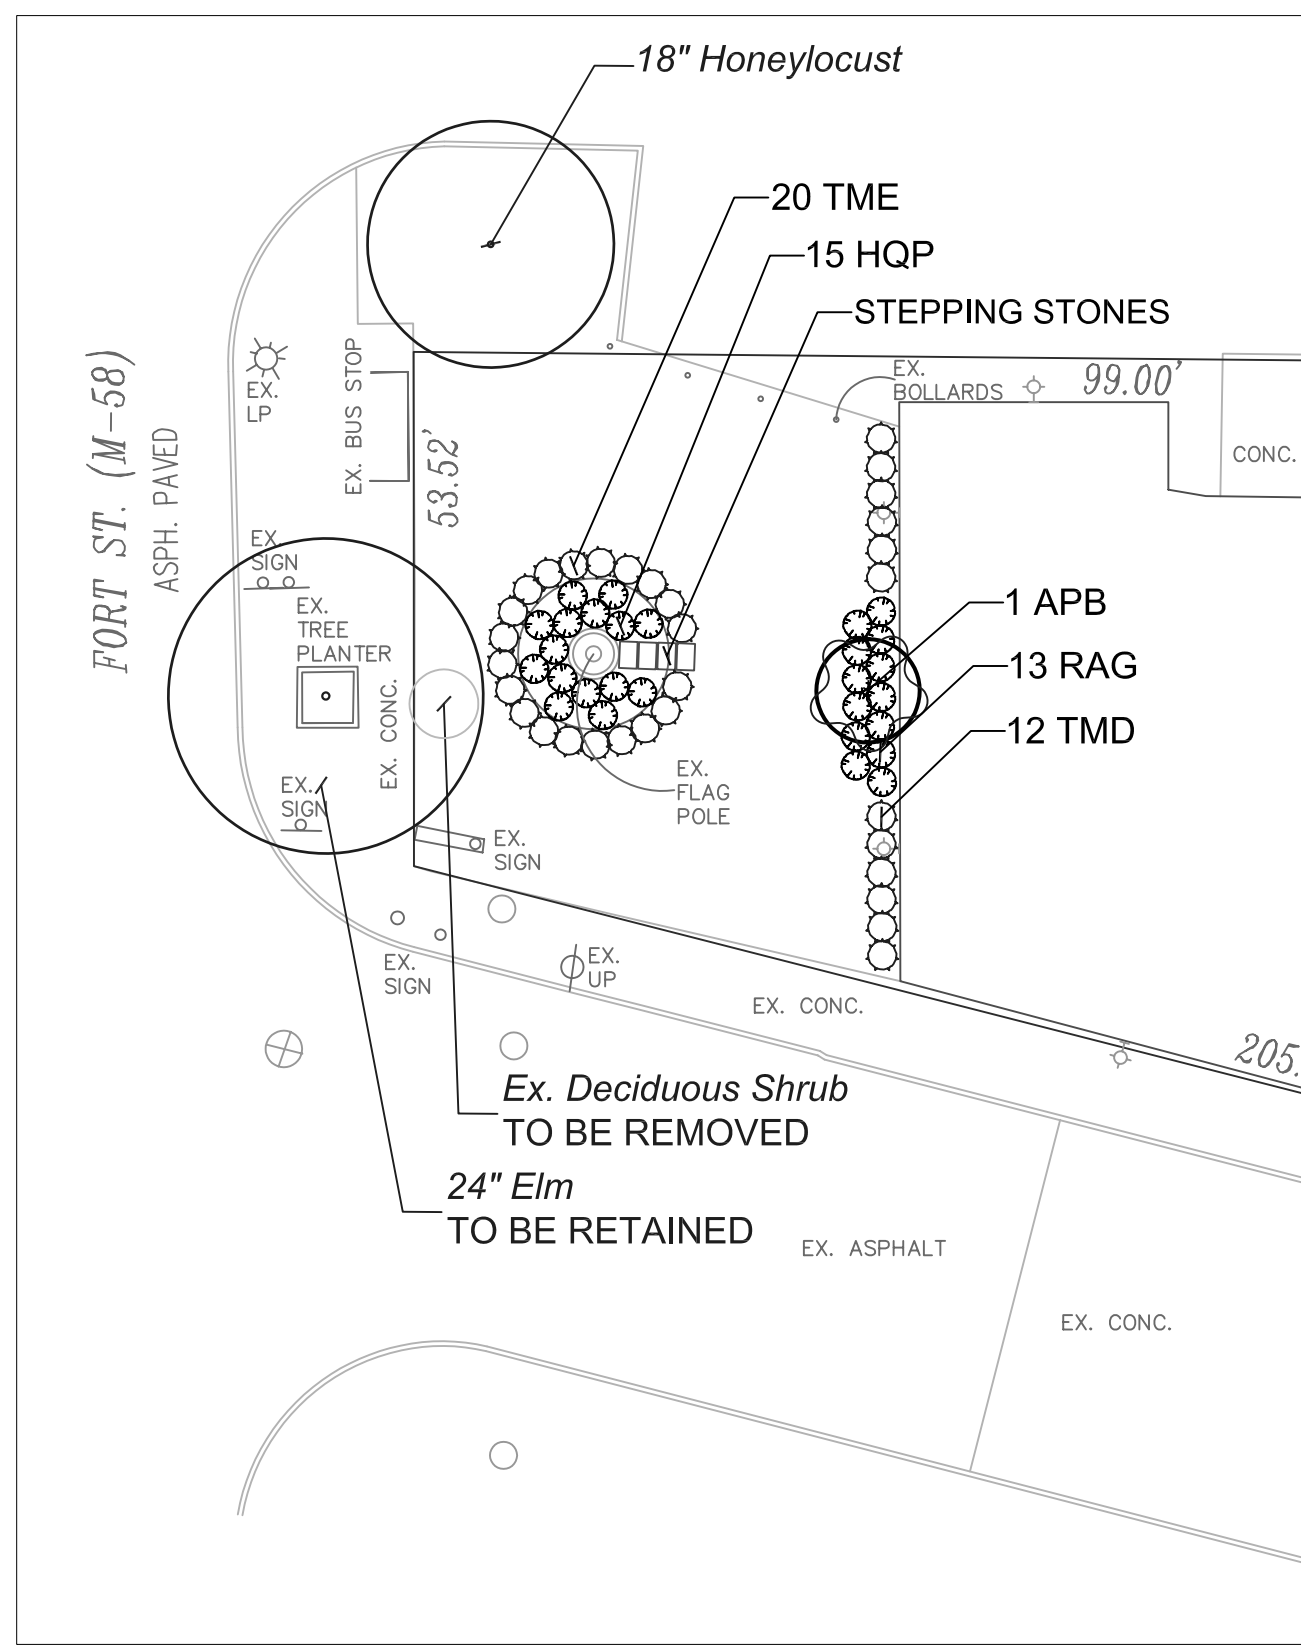 18" Honeylocust
20 TME
15 HQP
STEPPING STONES
EX.
BOLLARDS
99.00'
CONC.
FORT ST. (M-58)
ASPH. PAVED
EX.
LP
EX. BUS STOP
53.52'
EX.
SIGN
EX.
TREE
PLANTER
EX. CONC.
EX.
SIGN
EX.
FLAG
POLE
1 APB
13 RAG
12 TMD
EX.
SIGN
EX.
SIGN
EX.
UP
EX. CONC.
205.
Ex. Deciduous Shrub
TO BE REMOVED
24" Elm
TO BE RETAINED
EX. ASPHALT
EX. CONC.